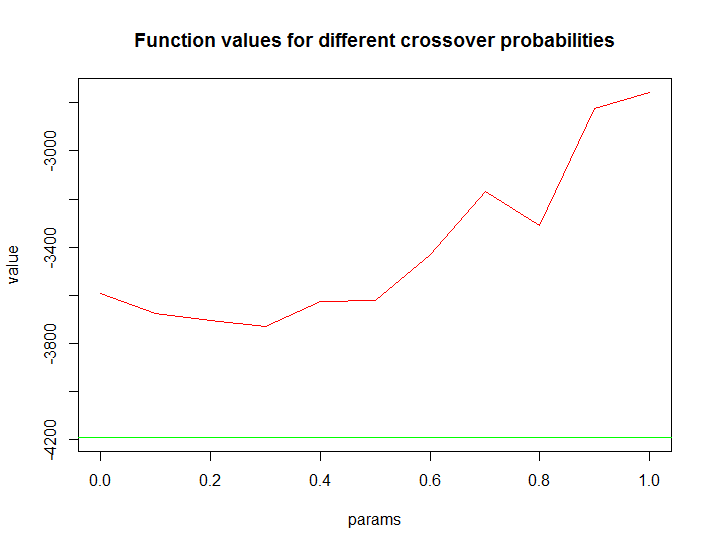 Function values for different crossover probabilities
value
-3000
-3400
-3800
-4200
0.0 0.2 0.4 0.6 0.8 1.0
params